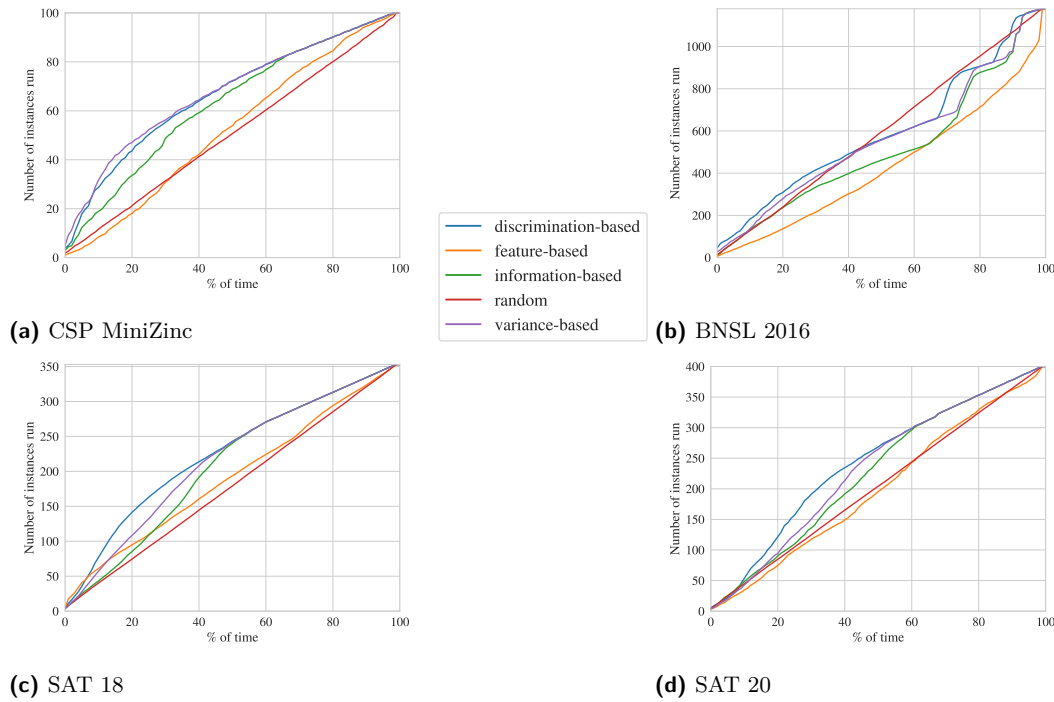 100
80
60
40
20
0
Number of instances run
0 20 40 60 80 100
% of time
(a) CSP MiniZinc
1000
800
600
400
200
0
Number of instances run
0 20 40 60 80 100
% of time
(b) BNSL 2016
discrimination-based
feature-based
information-based
random
variance-based
350
300
250
200
150
100
50
0
Number of instances run
0 20 40 60 80 100
% of time
(c) SAT 18
400
350
300
250
200
150
100
50
0
Number of instances run
0 20 40 60 80 100
% of time
(d) SAT 20